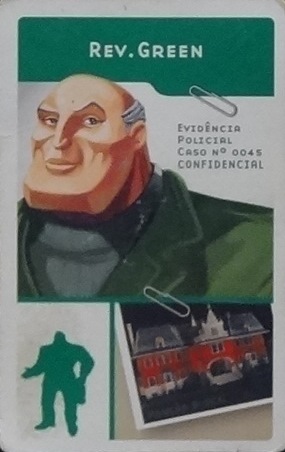 Rev. Green
Evidência
Policial
Caso nº 0045
Confidencial